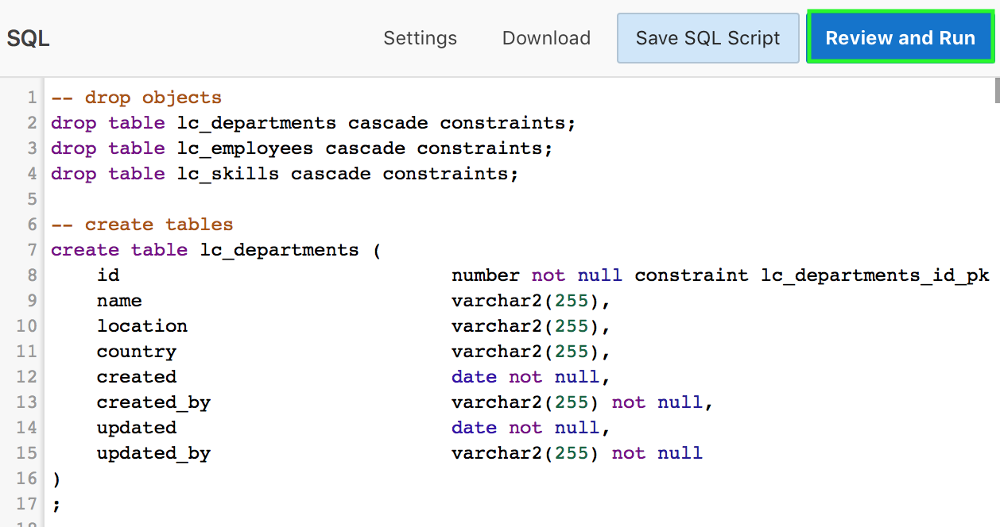 SQL Settings Download Save SQL Script Review and Run
1 -- drop objects
2 drop table lc_departments cascade constraints;
3 drop table lc_employees cascade constraints;
4 drop table lc_skills cascade constraints;
5
6 -- create tables
7 create table lc_departments (
8     id                               number not null constraint lc_departments_id_pk
9     name                             varchar2(255),
10     location                         varchar2(255),
11     country                          varchar2(255),
12     created                          date not null,
13     created_by                       varchar2(255) not null,
14     updated                          date not null,
15     updated_by                       varchar2(255) not null
16 )
17 ;
18